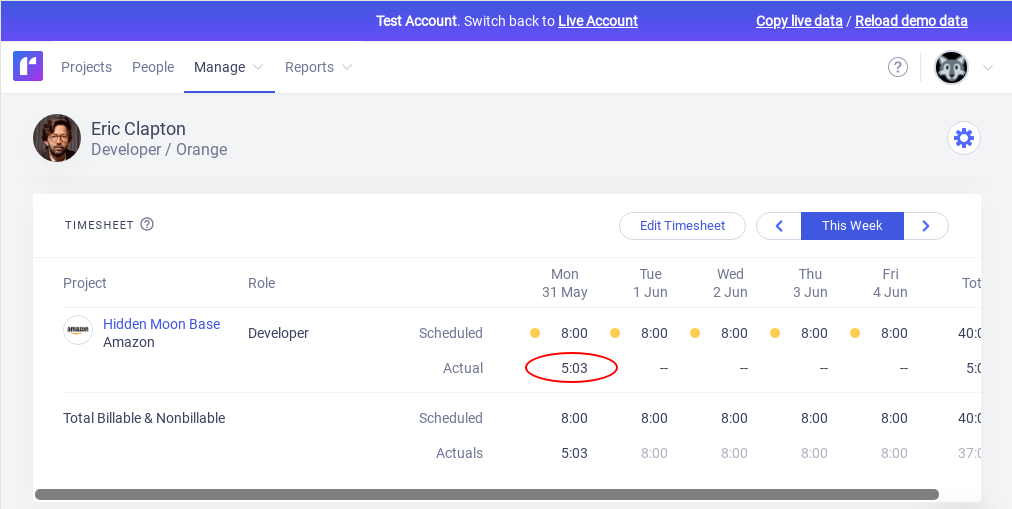 Test Account. Switch back to Live Account Copy live data / Reload demo data
Projects People Manage Reports ?
Eric Clapton
Developer / Orange
TIMESHEET ? Edit Timesheet This Week
Project Role Mon Tue Wed Thu Fri Tot
31 May 1 Jun 2 Jun 3 Jun 4 Jun
Hidden Moon Base Developer Scheduled 8:00 8:00 8:00 8:00 8:00 40:0
amazon
Amazon
Actual 5:03 -- -- -- -- 5:0
Total Billable & Nonbillable Scheduled 8:00 8:00 8:00 8:00 8:00 40:0
Actuals 5:03 8:00 8:00 8:00 8:00 37:0